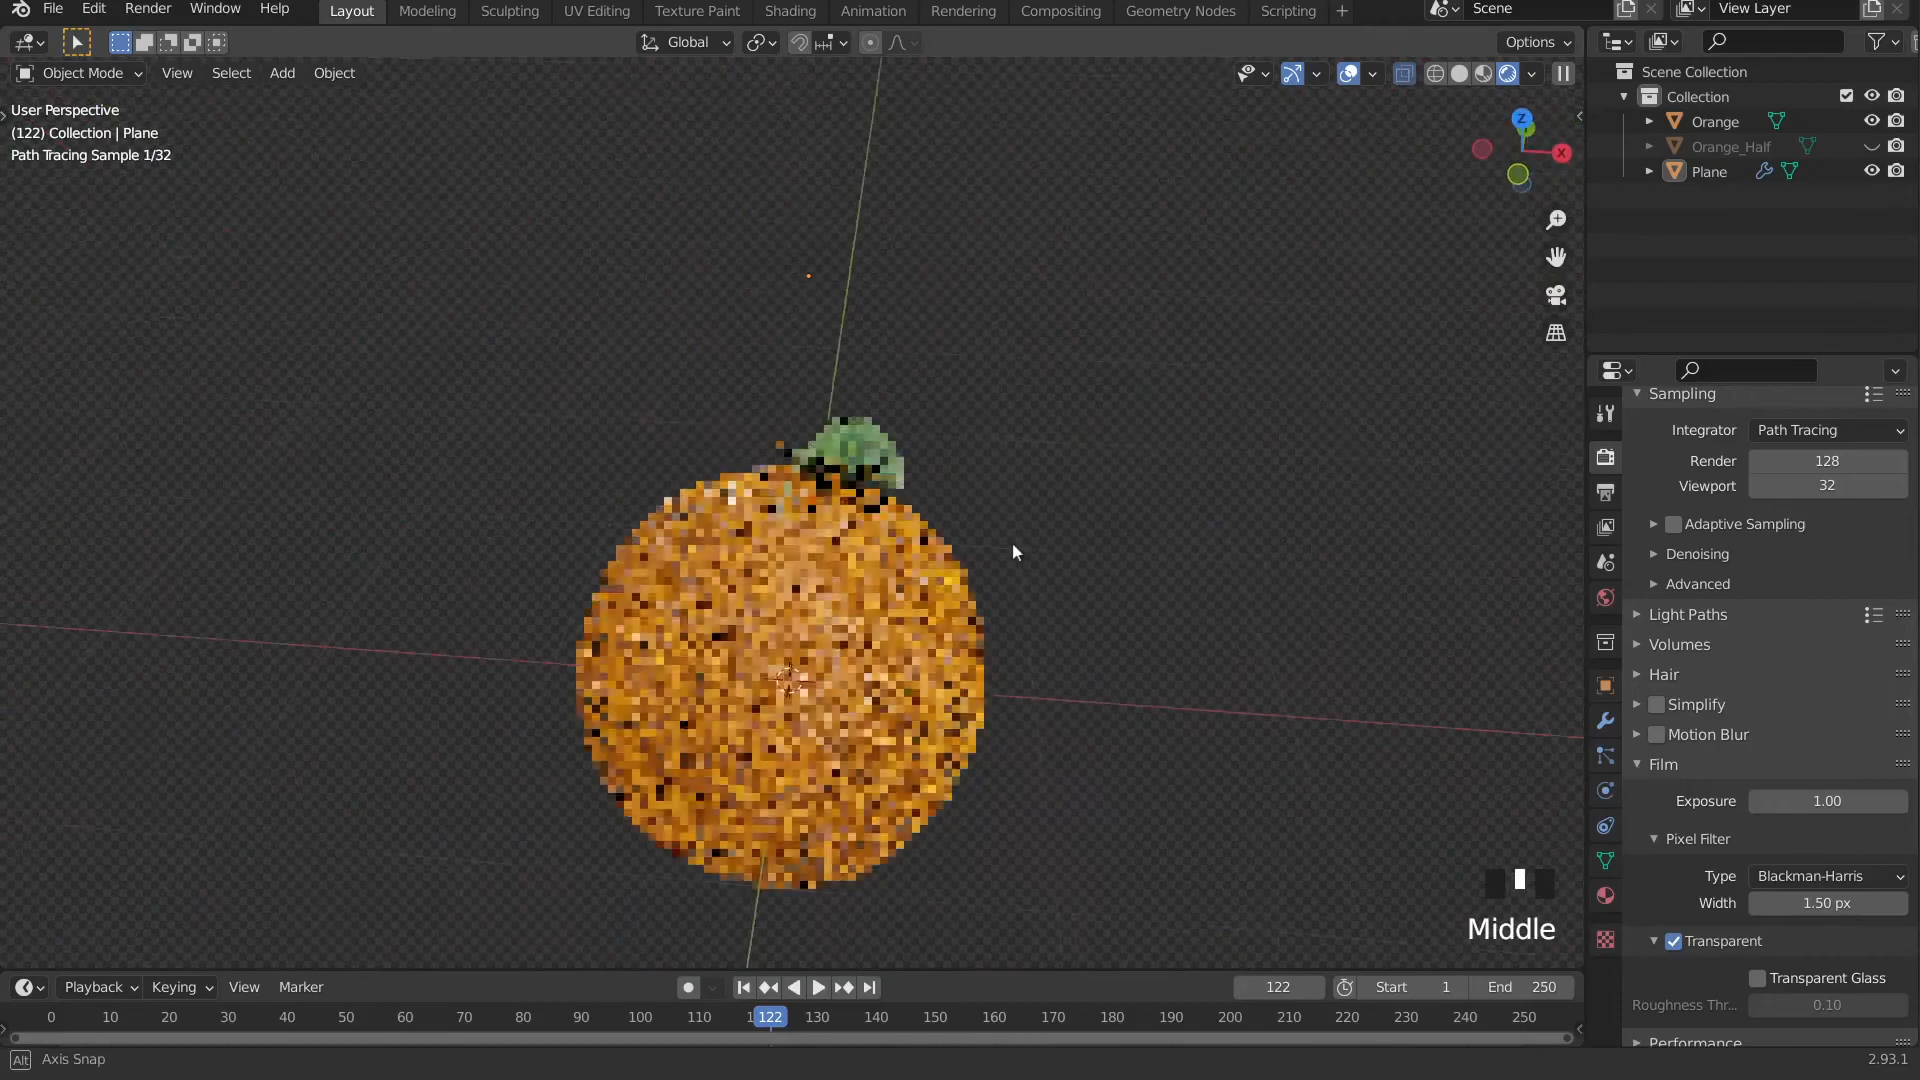 File Edit Render Window Help Layout Modeling Sculpting UV Editing Texture Paint Shading Animation Rendering Compositing Geometry Nodes Scripting + Scene View Layer
Global Options
Object Mode View Select Add Object
User Perspective
(122) Collection | Plane
Path Tracing Sample 1/32
Z
X
Scene Collection
Collection
Orange
Orange_Half
Plane
Sampling
Integrator Path Tracing
Render 128
Viewport 32
Adaptive Sampling
Denoising
Advanced
Light Paths
Volumes
Hair
Simplify
Motion Blur
Film
Exposure 1.00
Pixel Filter
Type Blackman-Harris
Width 1.50 px
Transparent
Transparent Glass
Roughness Thr... 0.10
Performance
Middle
Playback Keying View Marker 122 Start 1 End 250
0 10 20 30 40 50 60 70 80 90 100 110 122 130 140 150 160 170 180 190 200 210 220 230 240 250
Alt Axis Snap 2.93.1